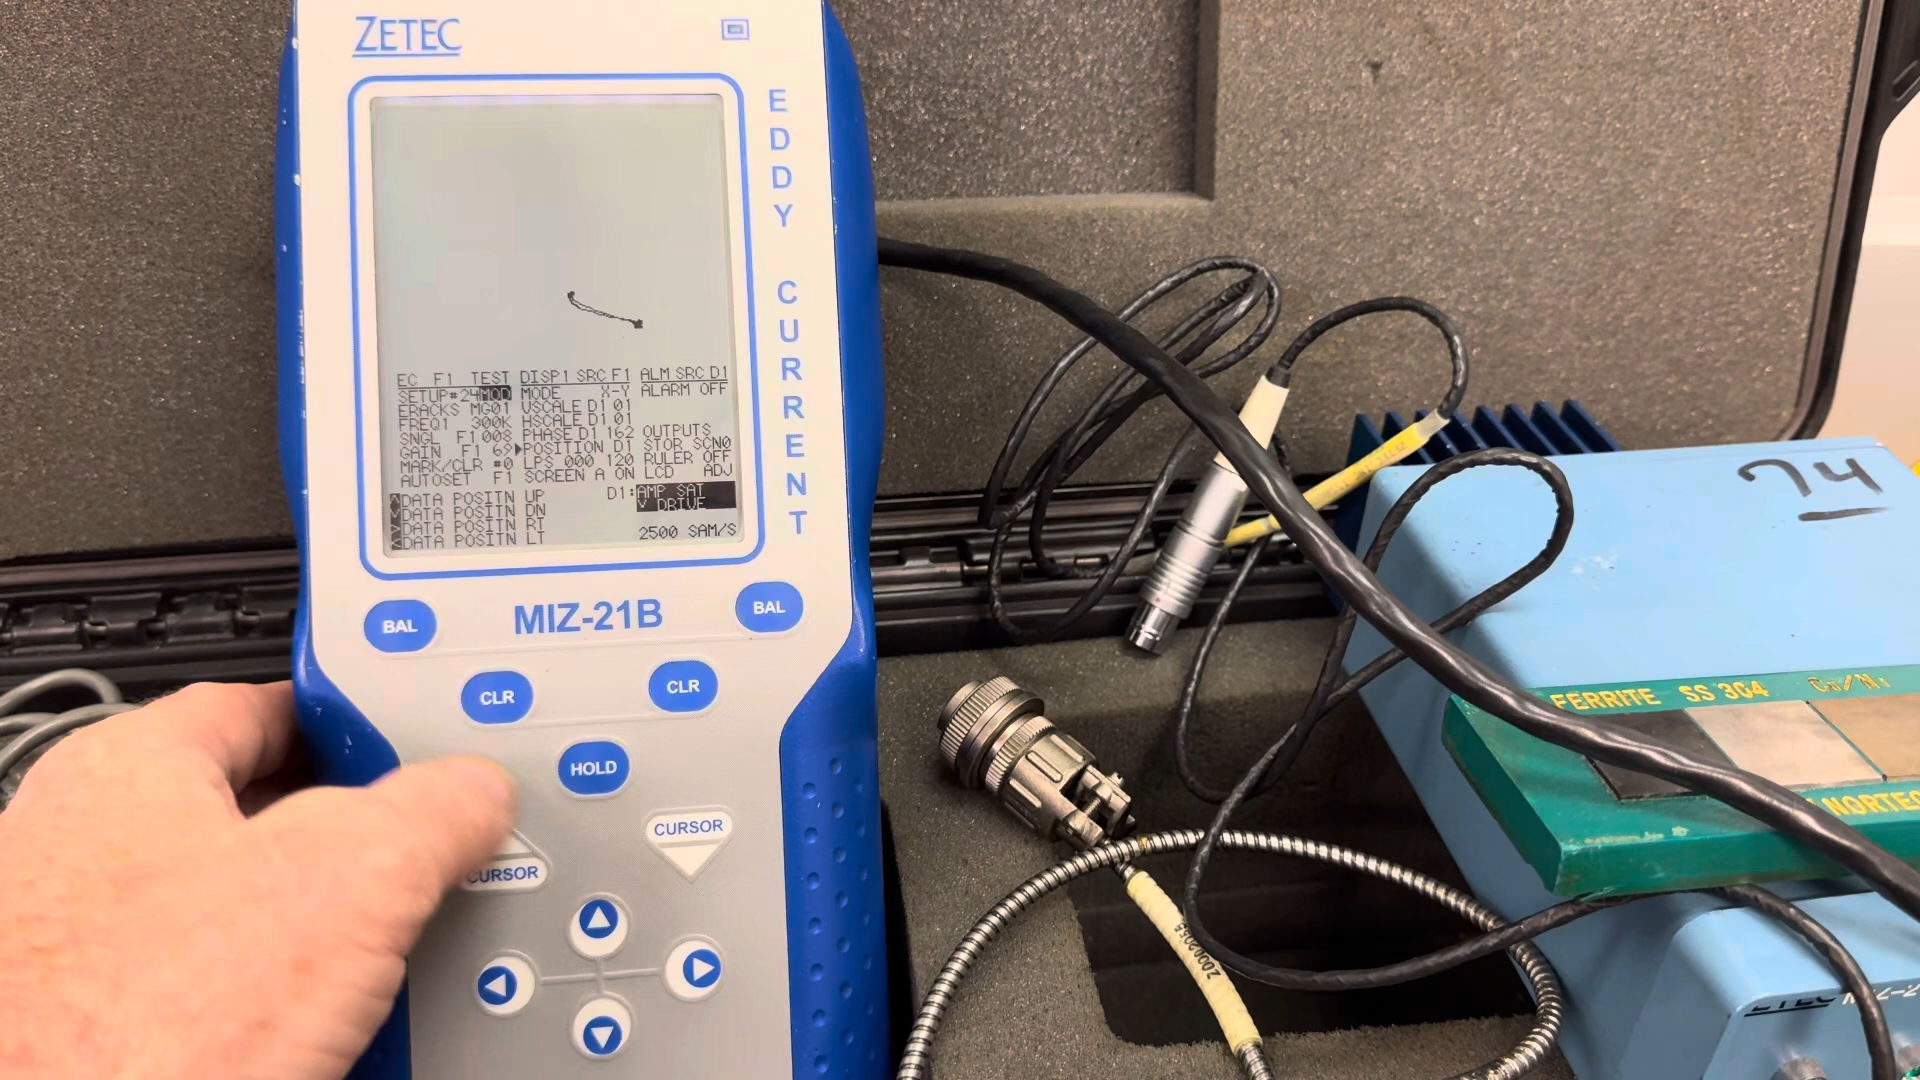 ZETEC
EDDY CURRENT
EC F1 TEST DISP1 SRC F1 ALM SRC D1
SETUP#24MOD MODE X-Y ALARM OFF
ERACKS MG01 VSCALE D1 01
FREQ1 300K HSCALE D1 01
SNGL F1 008 PHASE D1 162 OUTPUTS
GAIN F1 69 POSITION D1 STOR SCN0
MARK/CLR #0 LPS 000 120 RULER OFF
AUTOSET F1 SCREEN A ON LCD ADJ
DATA POSITN UP D1: AMP SAT
DATA POSITN DN V DRIVE
DATA POSITN RT
DATA POSITN LT 2500 SAM/S
BAL MIZ-21B BAL
CLR CLR
HOLD
CURSOR
CURSOR
20002055
74
FERRITE SS 304 Cu/Ni
NORTEC